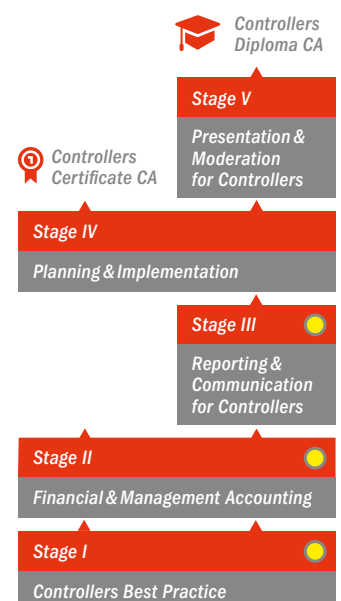 Controllers
Diploma CA
Stage V
Presentation &
Moderation
for Controllers
1
Controllers
Certificate CA
Stage IV
Planning & Implementation
Stage III
Reporting &
Communication
for Controllers
Stage II
Financial & Management Accounting
Stage I
Controllers Best Practice